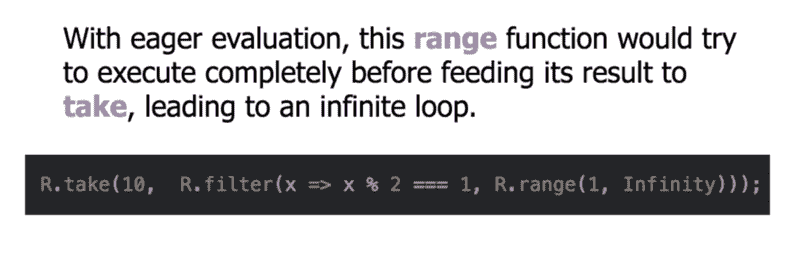 With eager evaluation, this range function would try
to execute completely before feeding its result to
take, leading to an infinite loop.
R.take(10, R.filter(x => x % 2 === 1, R.range(1, Infinity)));